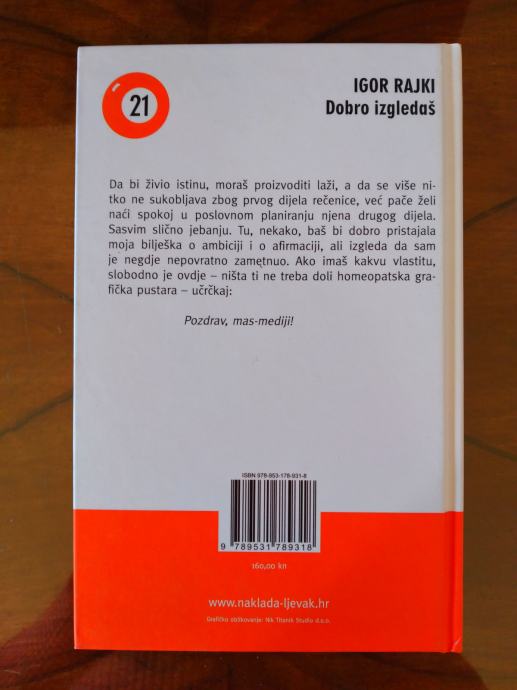 21
IGOR RAJKI
Dobro izgledaš
Da bi živio istinu, moraš proizvoditi laži, a da se više ni-
tko ne sukobljava zbog prvog dijela rečenice, već pače želi
naći spokoj u poslovnom planiranju njena drugog dijela.
Sasvim slično jebanju. Tu, nekako, baš bi dobro pristajala
moja bilješka o ambiciji i o afirmaciji, ali izgleda da sam
je negdje nepovratno zametnuo. Ako imaš kakvu vlastitu,
slobodno je ovdje – ništa ti ne treba doli homeopatska gra-
fička pustara – učrčkaj:
Pozdrav, mas-mediji!
ISBN 978-953-178-931-8
9 789531 789318
160,00 kn
www.naklada-ljevak.hr
Grafičko oblikovanje: Nik Titanik Studio d.o.o.